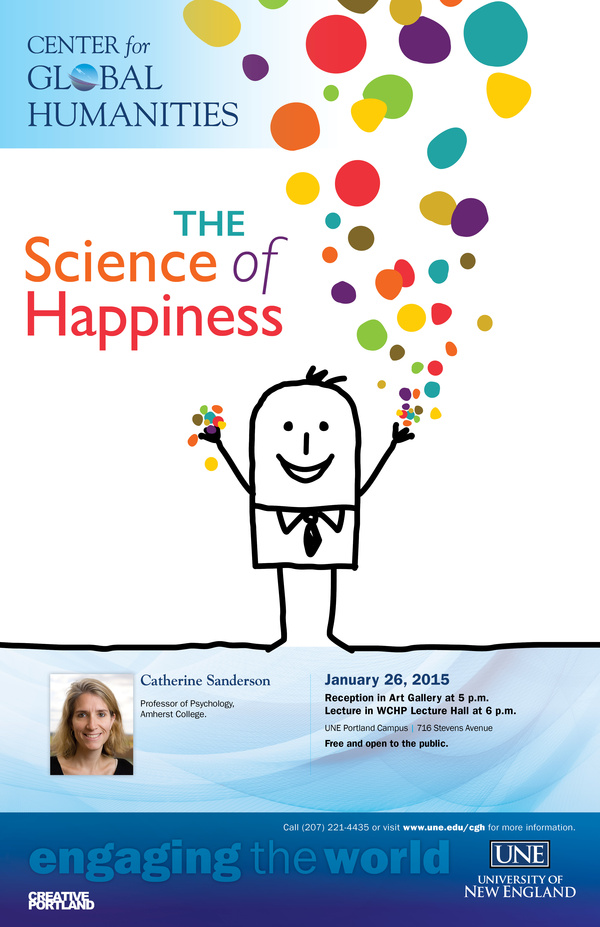 CENTER for
GLOBAL
HUMANITIES
THE
Science of
Happiness
Catherine Sanderson
Professor of Psychology,
Amherst College.
January 26, 2015
Reception in Art Gallery at 5 p.m.
Lecture in WCHP Lecture Hall at 6 p.m.
UNE Portland Campus | 716 Stevens Avenue
Free and open to the public.
Call (207) 221-4435 or visit www.une.edu/cgh for more information.
engaging the world
UNE
UNIVERSITY OF
NEW ENGLAND
CREATIVE
PORTLAND